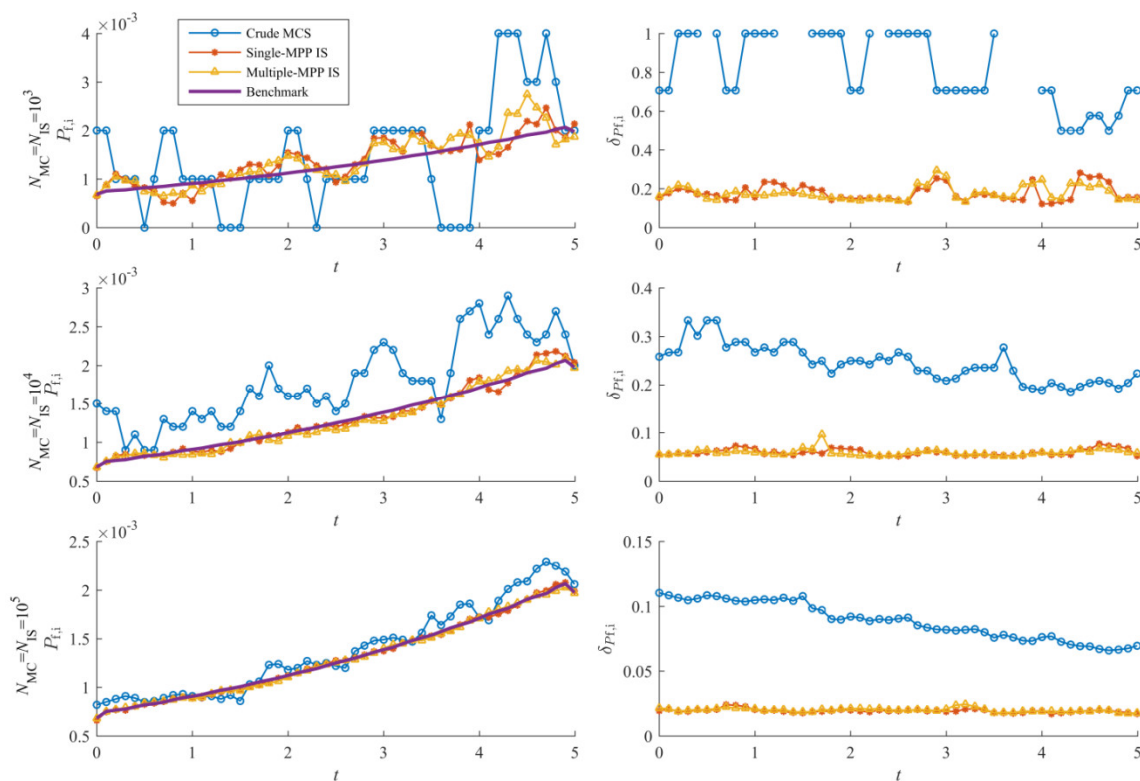 ×10⁻³
4
3
2
1
0
N_MC=N_IS=10³
P_f,i
0 1 2 3 4 5
t
Crude MCS
Single-MPP IS
Multiple-MPP IS
Benchmark
1
0.8
0.6
0.4
0.2
0
δ_Pf,i
0 1 2 3 4 5
t
×10⁻³
3
2.5
2
1.5
1
0.5
N_MC=N_IS=10⁴
P_f,i
0 1 2 3 4 5
t
0.4
0.3
0.2
0.1
0
δ_Pf,i
0 1 2 3 4 5
t
×10⁻³
2.5
2
1.5
1
0.5
N_MC=N_IS=10⁵
P_f,i
0 1 2 3 4 5
t
0.15
0.1
0.05
0
δ_Pf,i
0 1 2 3 4 5
t